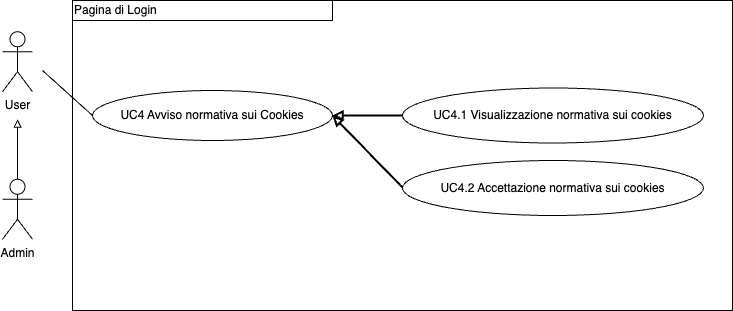 Pagina di Login
User
UC4 Avviso normativa sui Cookies
UC4.1 Visualizzazione normativa sui cookies
UC4.2 Accettazione normativa sui cookies
Admin